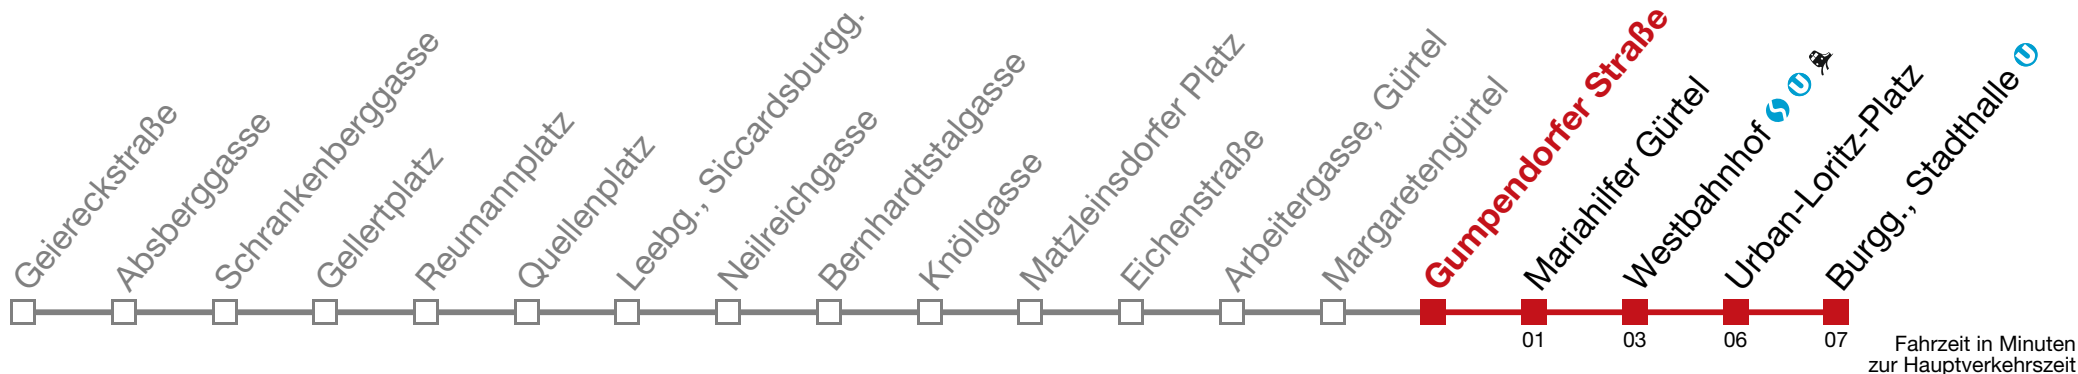 Geiereckstraße
Absberggasse
Schrankenberggasse
Gellertplatz
Reumannplatz
Quellenplatz
Leebg., Siccardsburgg.
Neilreichgasse
Bernhardtstalgasse
Knöllgasse
Matzleinsdorfer Platz
Eichenstraße
Arbeitergasse, Gürtel
Margaretengürtel
Gumpendorfer Straße
Mariahilfer Gürtel
Westbahnhof
Urban-Loritz-Platz
Burgg., Stadthalle U
01
03
06
07
Fahrzeit in Minuten
zur Hauptverkehrszeit